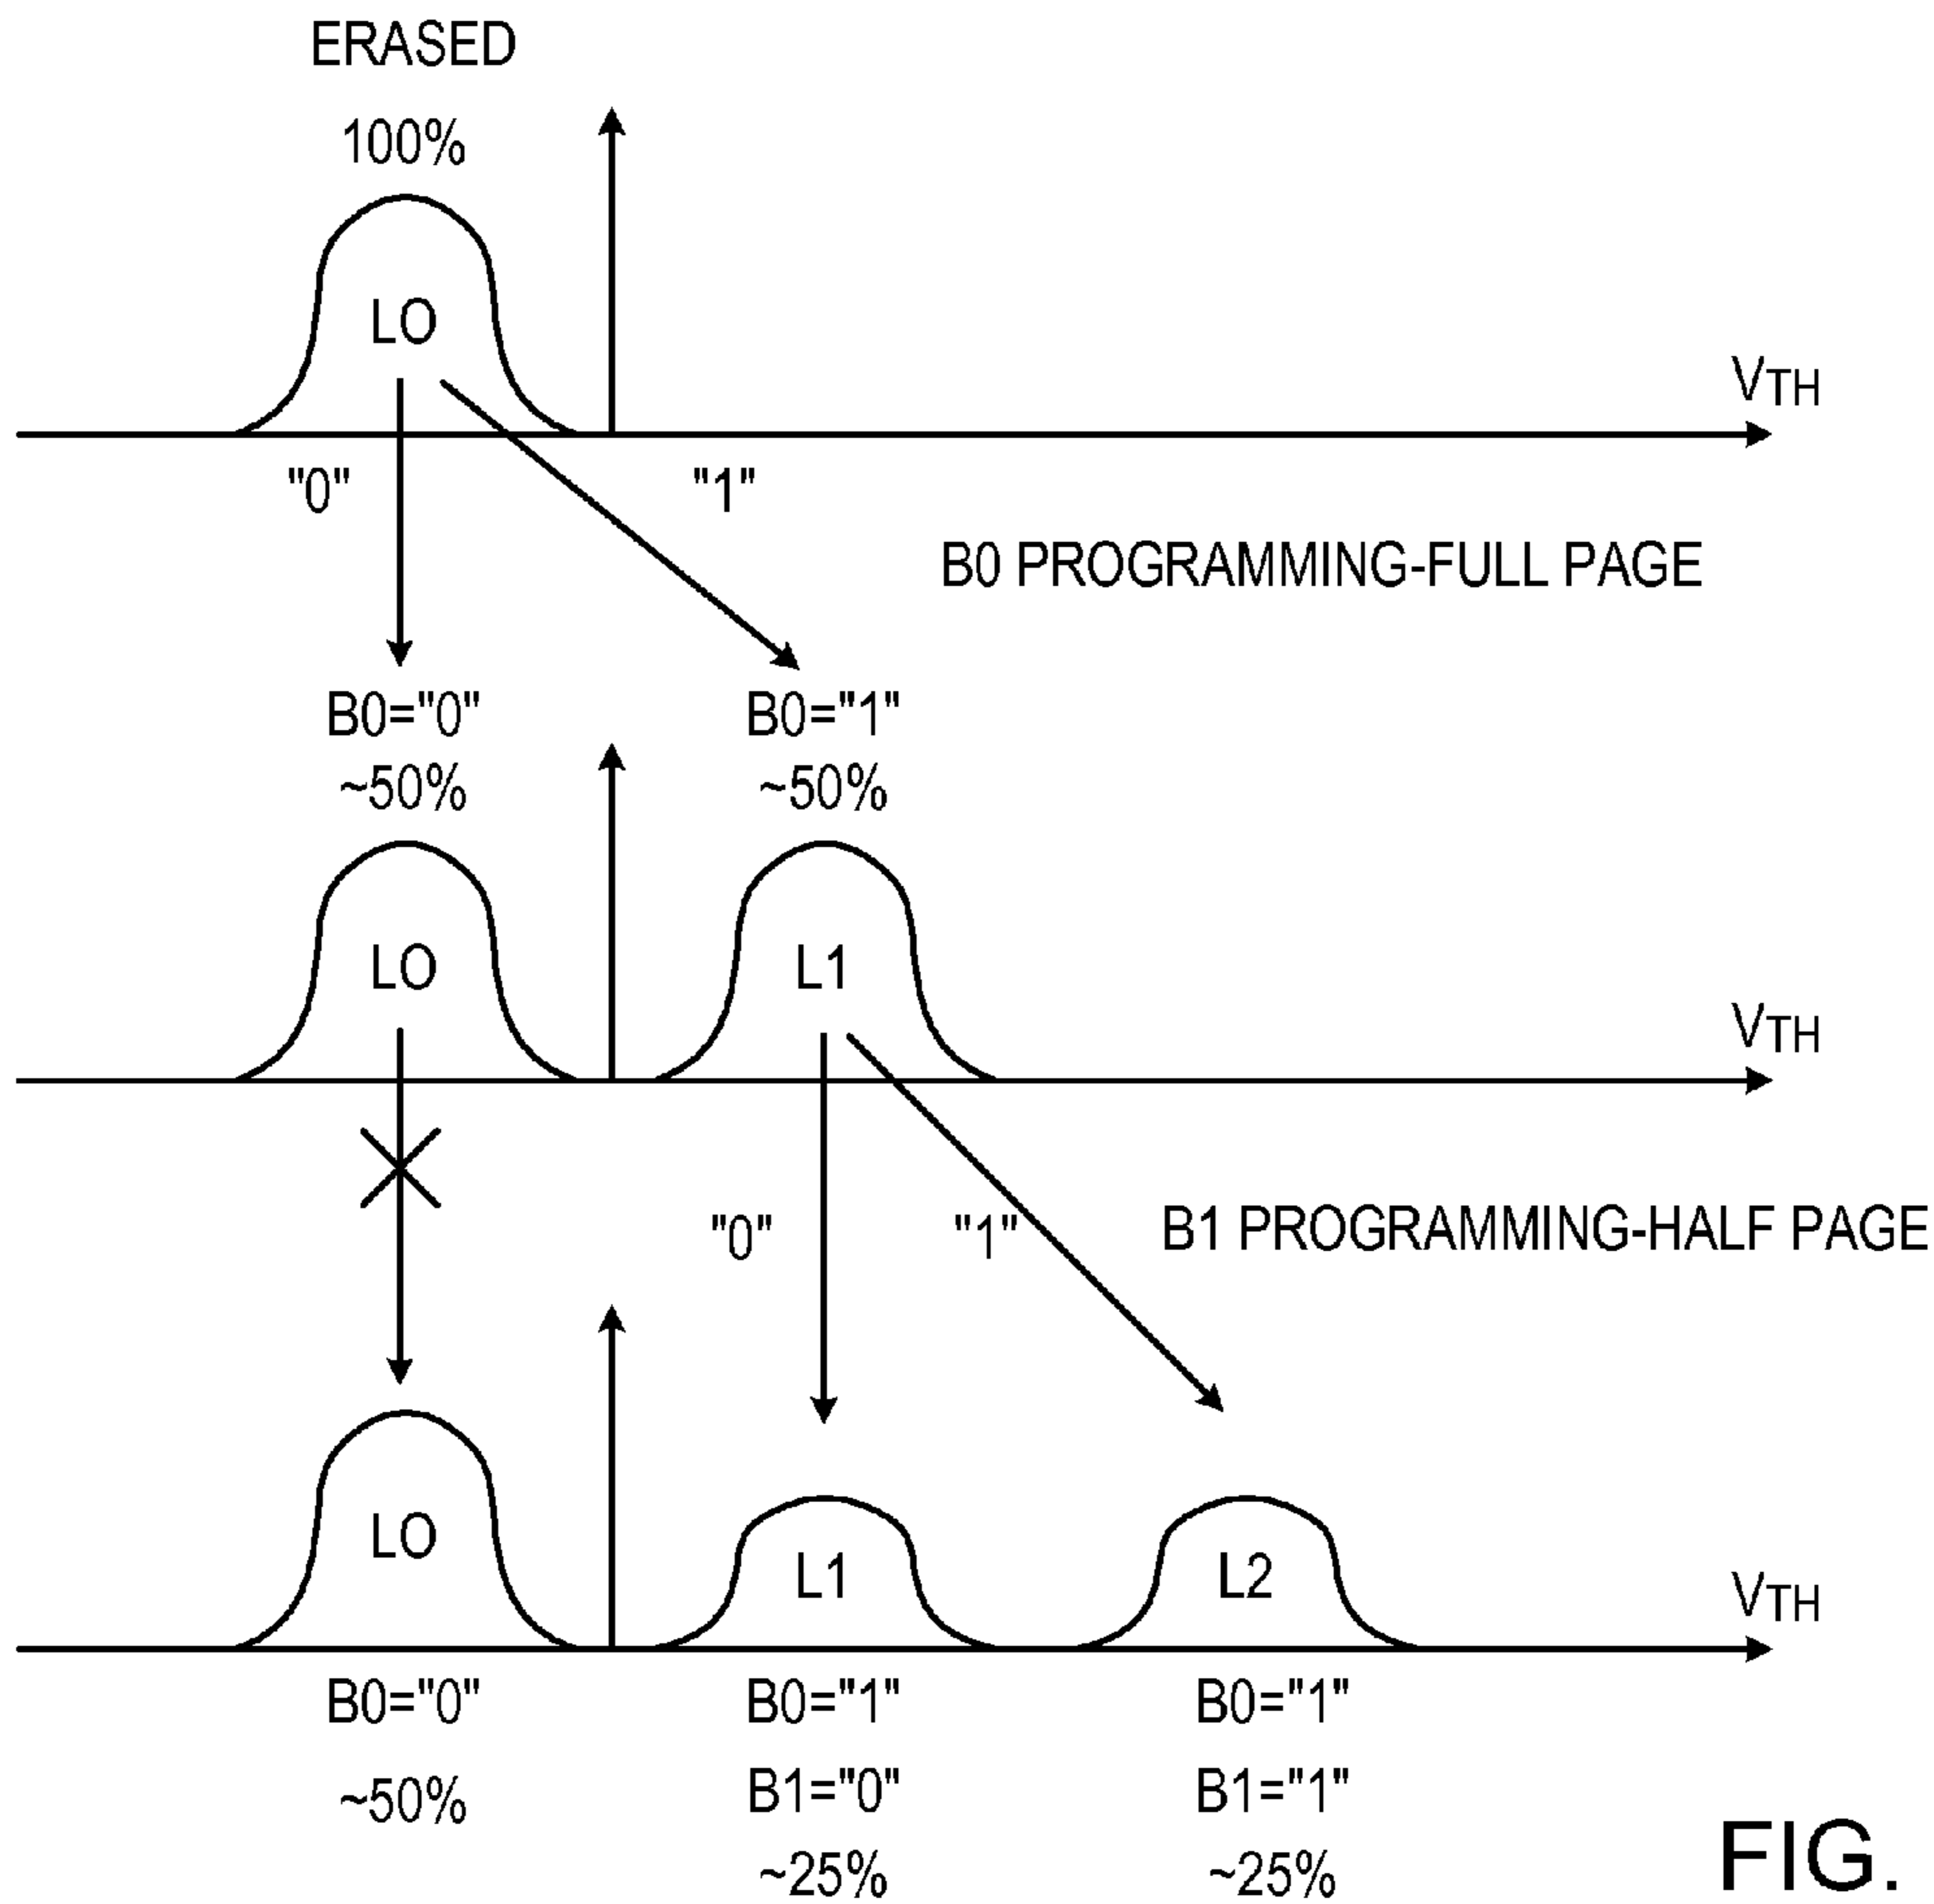 ERASED
100%
LO
VTH
"0" "1"
B0 PROGRAMMING-FULL PAGE
B0="0" B0="1"
~50% ~50%
LO L1
VTH
"0" "1" B1 PROGRAMMING-HALF PAGE
LO L1 L2
VTH
B0="0" B0="1" B0="1"
~50% B1="0" B1="1"
~25% ~25%
FIG.